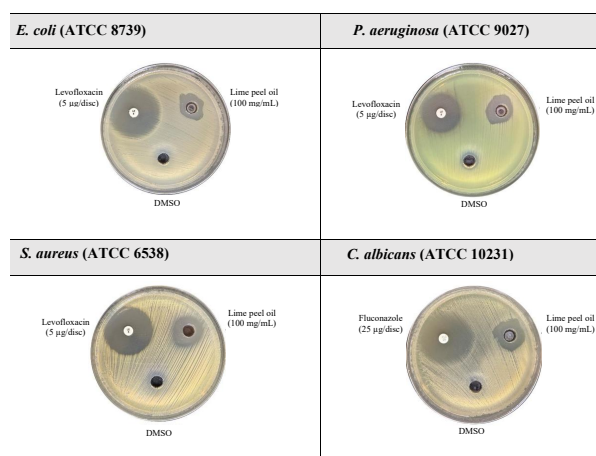 E. coli (ATCC 8739)
P. aeruginosa (ATCC 9027)
Levofloxacin
(5 µg/disc)
Lime peel oil
(100 mg/mL)
DMSO
Levofloxacin
(5 µg/disc)
Lime peel oil
(100 mg/mL)
DMSO
S. aureus (ATCC 6538)
C. albicans (ATCC 10231)
Levofloxacin
(5 µg/disc)
Lime peel oil
(100 mg/mL)
DMSO
Fluconazole
(25 µg/disc)
Lime peel oil
(100 mg/mL)
DMSO